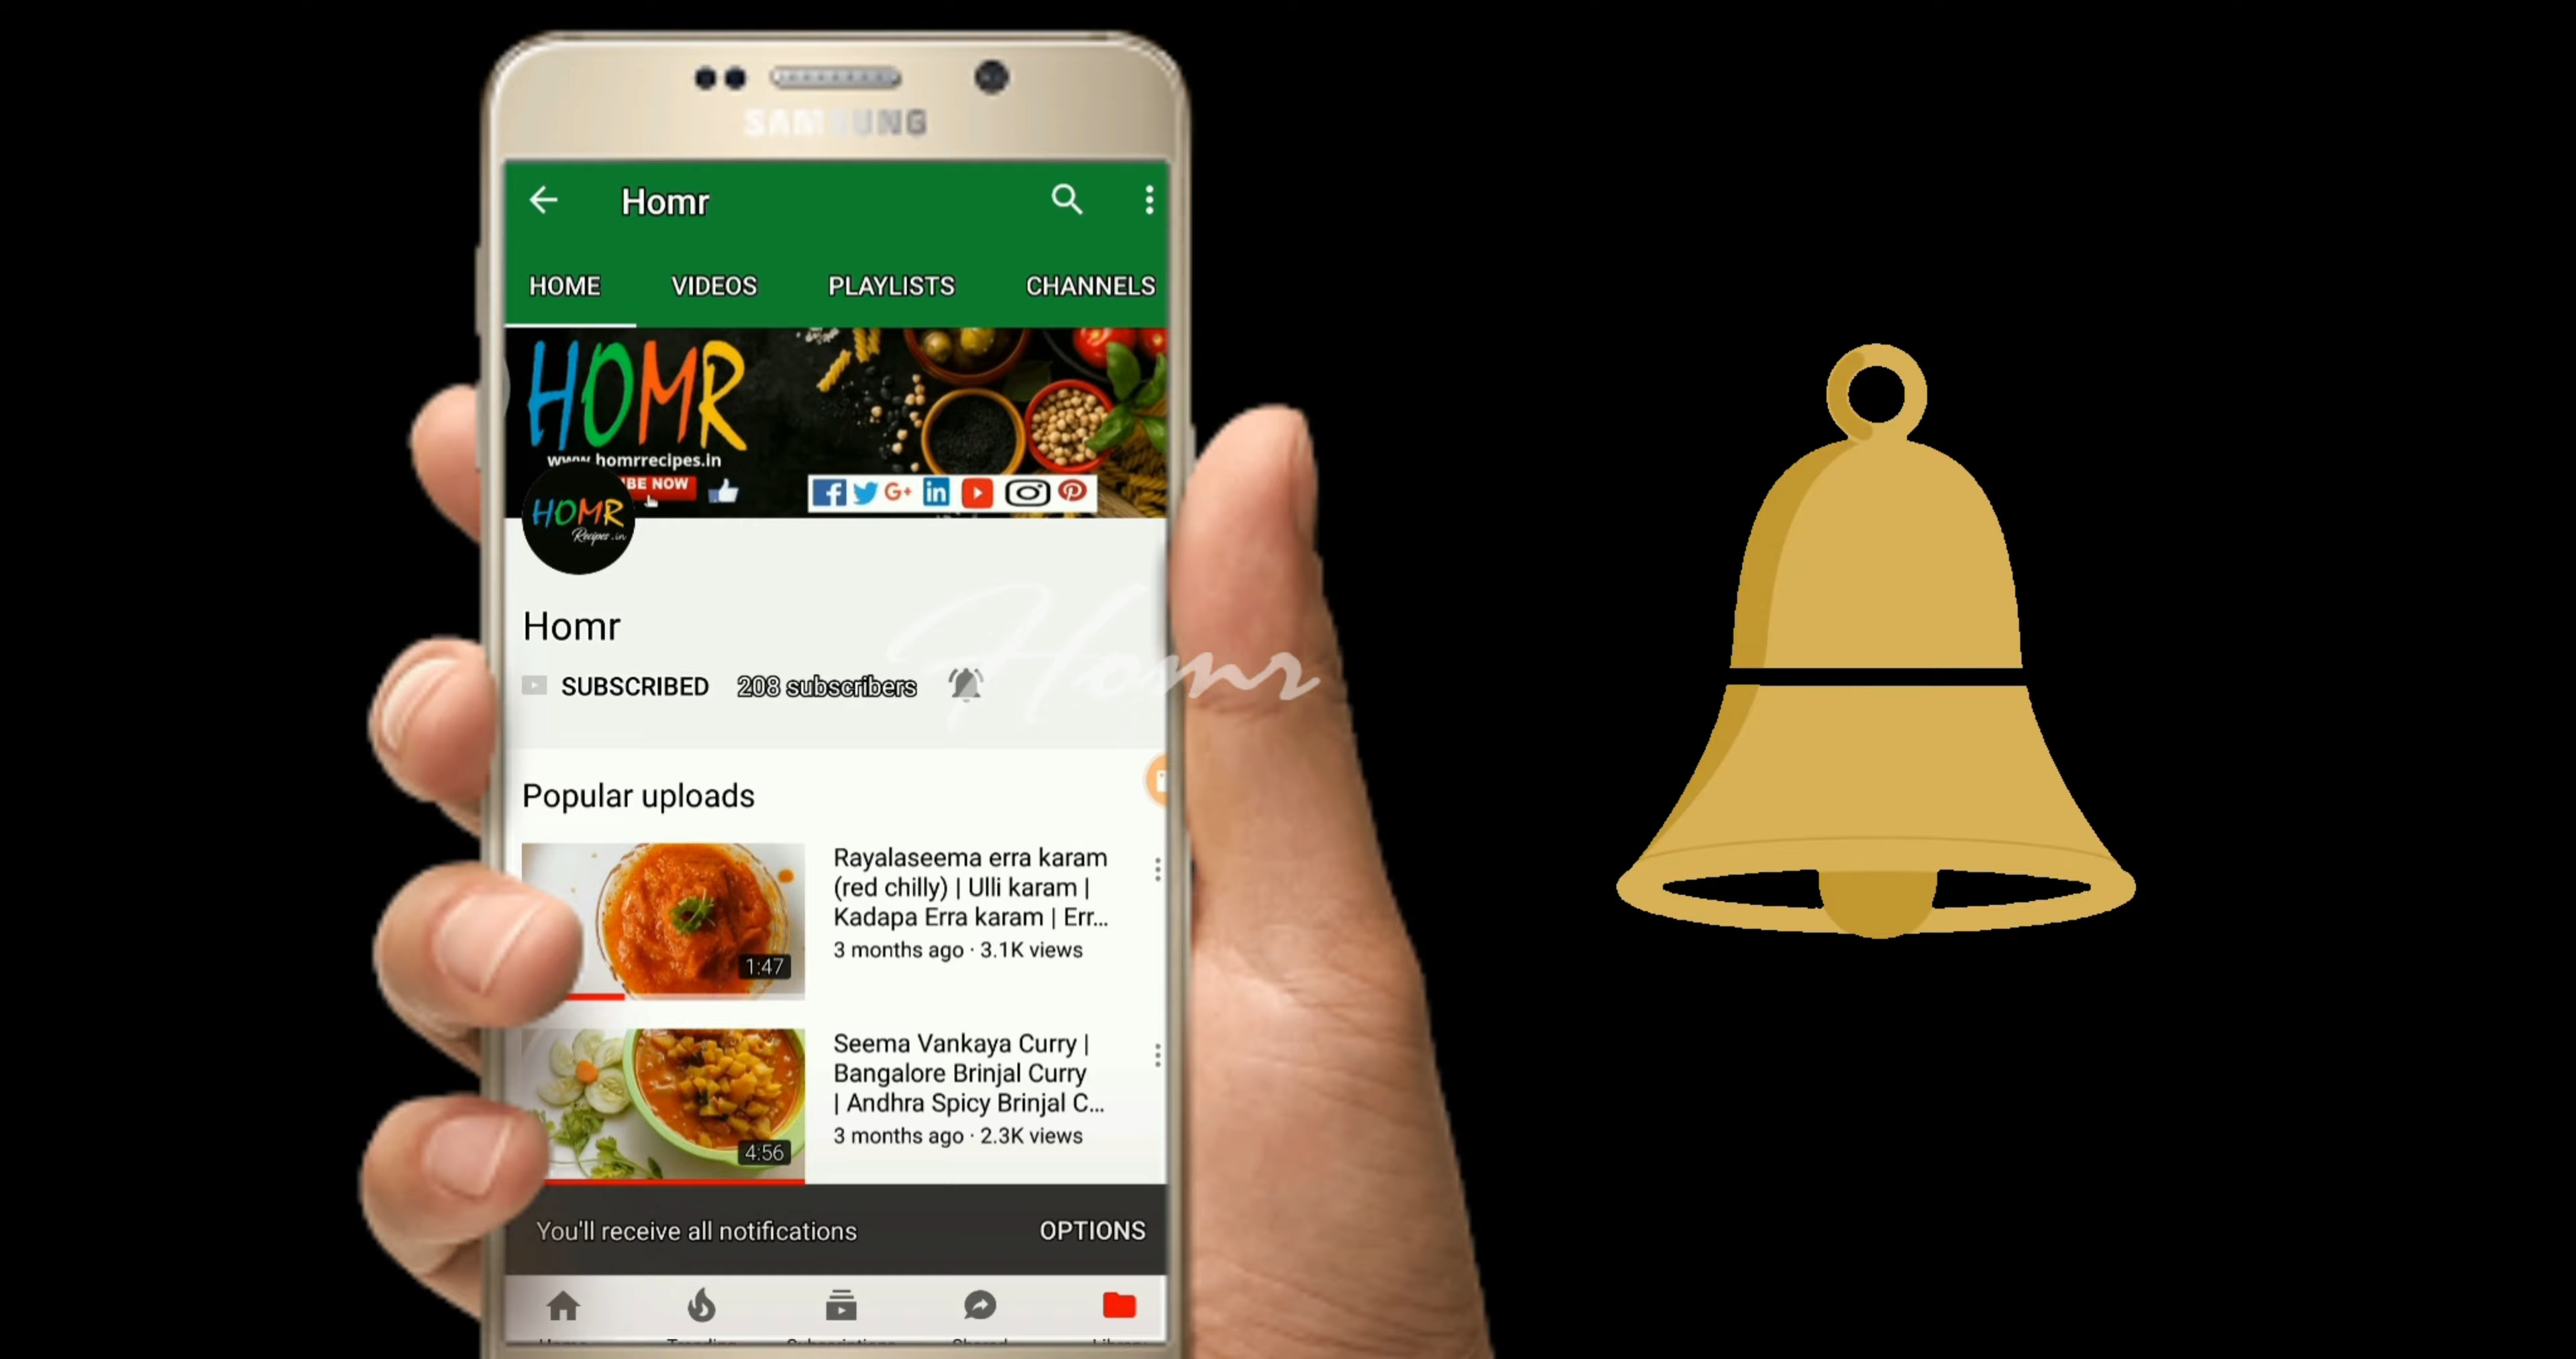 SAMSUNG
Homr
HOME VIDEOS PLAYLISTS CHANNELS
HOMR
www.homrrecipes.in
BE NOW
G+ in
HOMR
Recipes.in
Homr
Homr
SUBSCRIBED 208 subscribers
Popular uploads
Rayalaseema erra karam
(red chilly) | Ulli karam |
Kadapa Erra karam | Err...
3 months ago · 3.1K views
1:47
Seema Vankaya Curry |
Bangalore Brinjal Curry
| Andhra Spicy Brinjal C...
3 months ago · 2.3K views
4:56
You'll receive all notifications OPTIONS